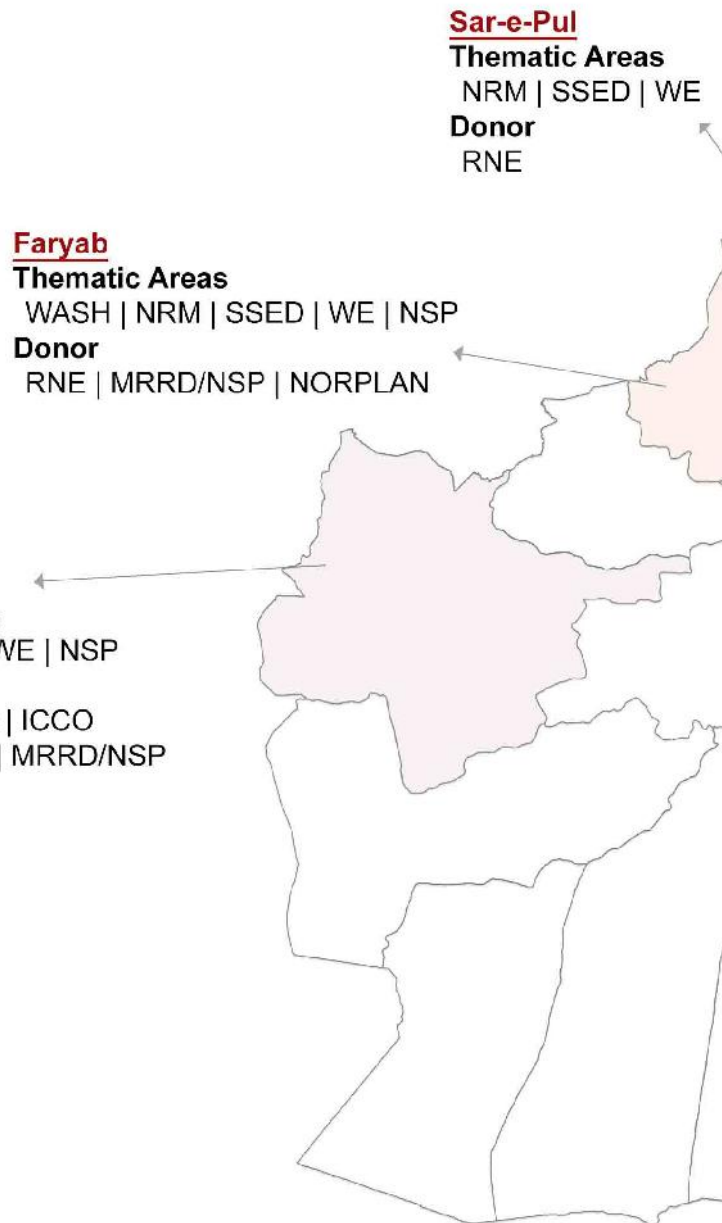 Sar-e-Pul
Thematic Areas
NRM | SSED | WE
Donor
RNE
Faryab
Thematic Areas
WASH | NRM | SSED | WE | NSP
Donor
RNE | MRRD/NSP | NORPLAN
WE | NSP
| ICCO
| MRRD/NSP